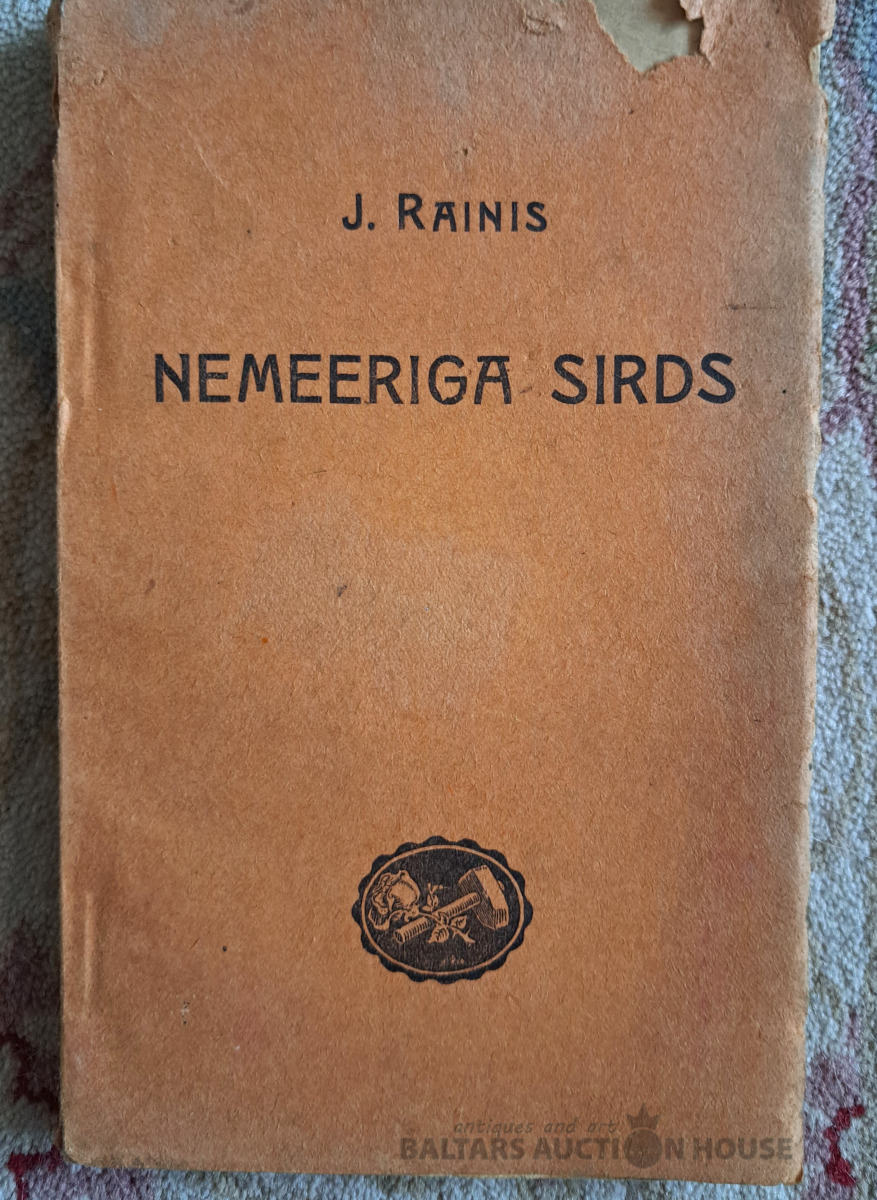 J. RAINIS
NEMEERIGA SIRDS
antiques and art
BALTARS AUCTION HOUSE